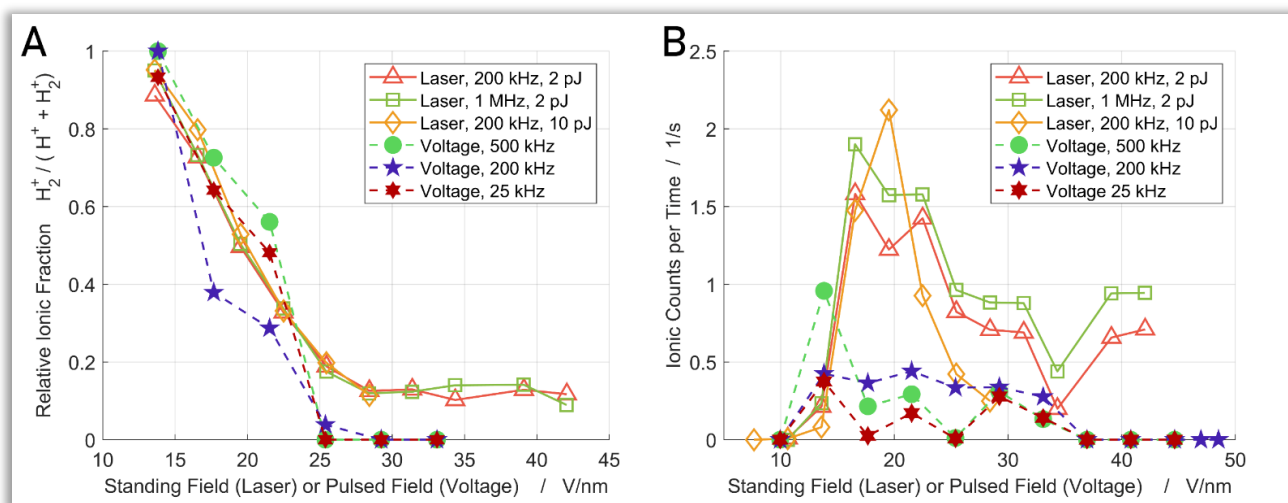 A
Relative Ionic Fraction H₂⁺ / ( H⁺ + H₂⁺)
1
0.8
0.6
0.4
0.2
0
10
15
20
25
30
35
40
45
Laser, 200 kHz, 2 pJ
Laser, 1 MHz, 2 pJ
Laser, 200 kHz, 10 pJ
Voltage, 500 kHz
Voltage, 200 kHz
Voltage, 25 kHz
Standing Field (Laser) or Pulsed Field (Voltage) / V/nm
B
Ionic Counts per Time / 1/s
2.5
2
1.5
1
0.5
0
10
20
30
40
50
Laser, 200 kHz, 2 pJ
Laser, 1 MHz, 2 pJ
Laser, 200 kHz, 10 pJ
Voltage, 500 kHz
Voltage, 200 kHz
Voltage 25 kHz
Standing Field (Laser) or Pulsed Field (Voltage) / V/nm